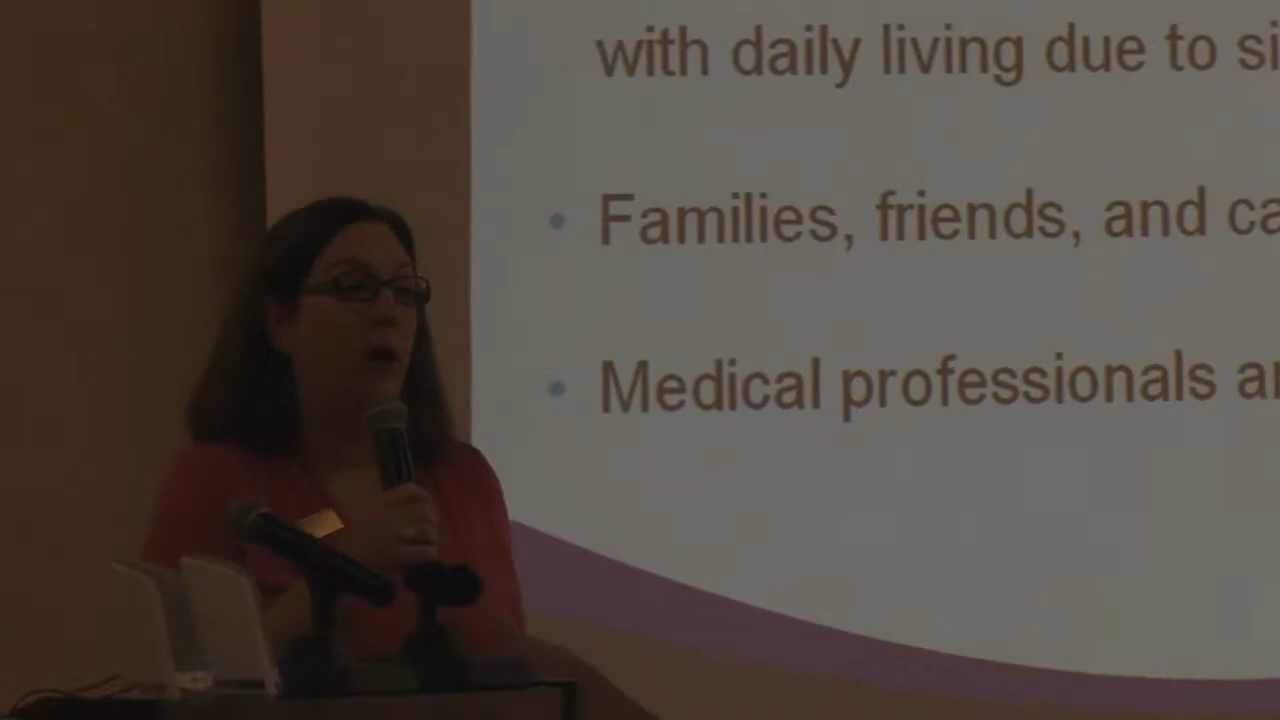 with daily living due to
Families, friends, and
Medical professionals